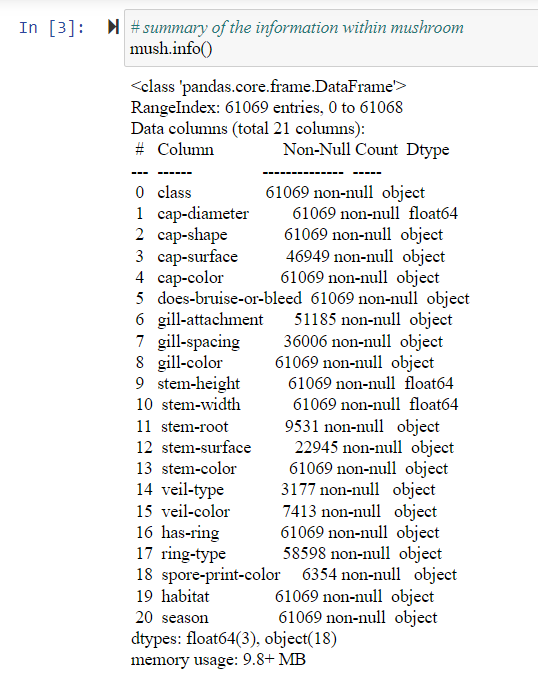 In [3]:
# summary of the information within mushroom
mush.info()
<class 'pandas.core.frame.DataFrame'>
RangeIndex: 61069 entries, 0 to 61068
Data columns (total 21 columns):
# Column Non-Null Count Dtype
--- ------ -------------- -----
0 class 61069 non-null object
1 cap-diameter 61069 non-null float64
2 cap-shape 61069 non-null object
3 cap-surface 46949 non-null object
4 cap-color 61069 non-null object
5 does-bruise-or-bleed 61069 non-null object
6 gill-attachment 51185 non-null object
7 gill-spacing 36006 non-null object
8 gill-color 61069 non-null object
9 stem-height 61069 non-null float64
10 stem-width 61069 non-null float64
11 stem-root 9531 non-null object
12 stem-surface 22945 non-null object
13 stem-color 61069 non-null object
14 veil-type 3177 non-null object
15 veil-color 7413 non-null object
16 has-ring 61069 non-null object
17 ring-type 58598 non-null object
18 spore-print-color 6354 non-null object
19 habitat 61069 non-null object
20 season 61069 non-null object
dtypes: float64(3), object(18)
memory usage: 9.8+ MB